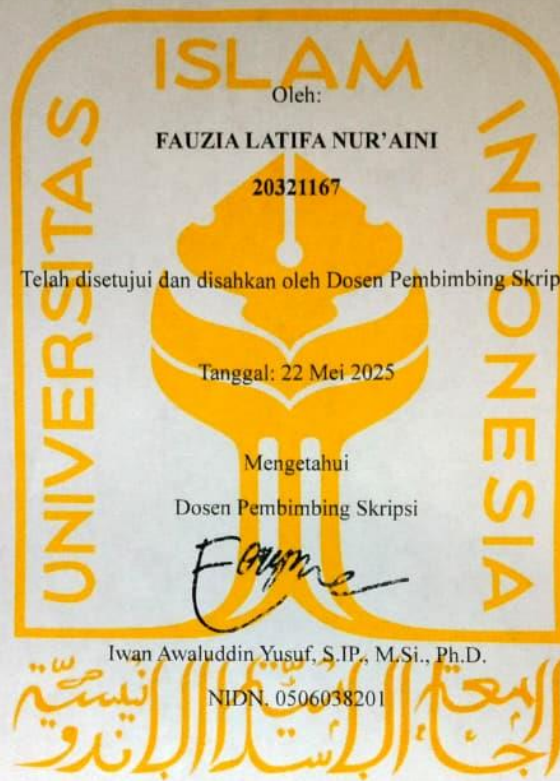 ISLAM
UNIVERSITAS
INDONESIA
Oleh:
FAUZIA LATIFA NUR'AINI
20321167
Telah disetujui dan disahkan oleh Dosen Pembimbing Skrip
Tanggal: 22 Mei 2025
Mengetahui
Dosen Pembimbing Skripsi
Iwan Awaluddin Yusuf, S.IP., M.Si., Ph.D.
NIDN. 0506038201